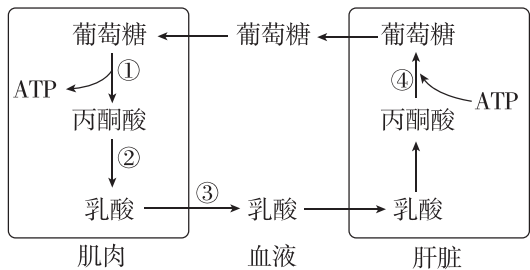 葡萄糖 葡萄糖 葡萄糖
① ④
ATP ATP
丙酮酸 丙酮酸
②
③
乳酸 乳酸 乳酸
肌肉 血液 肝脏